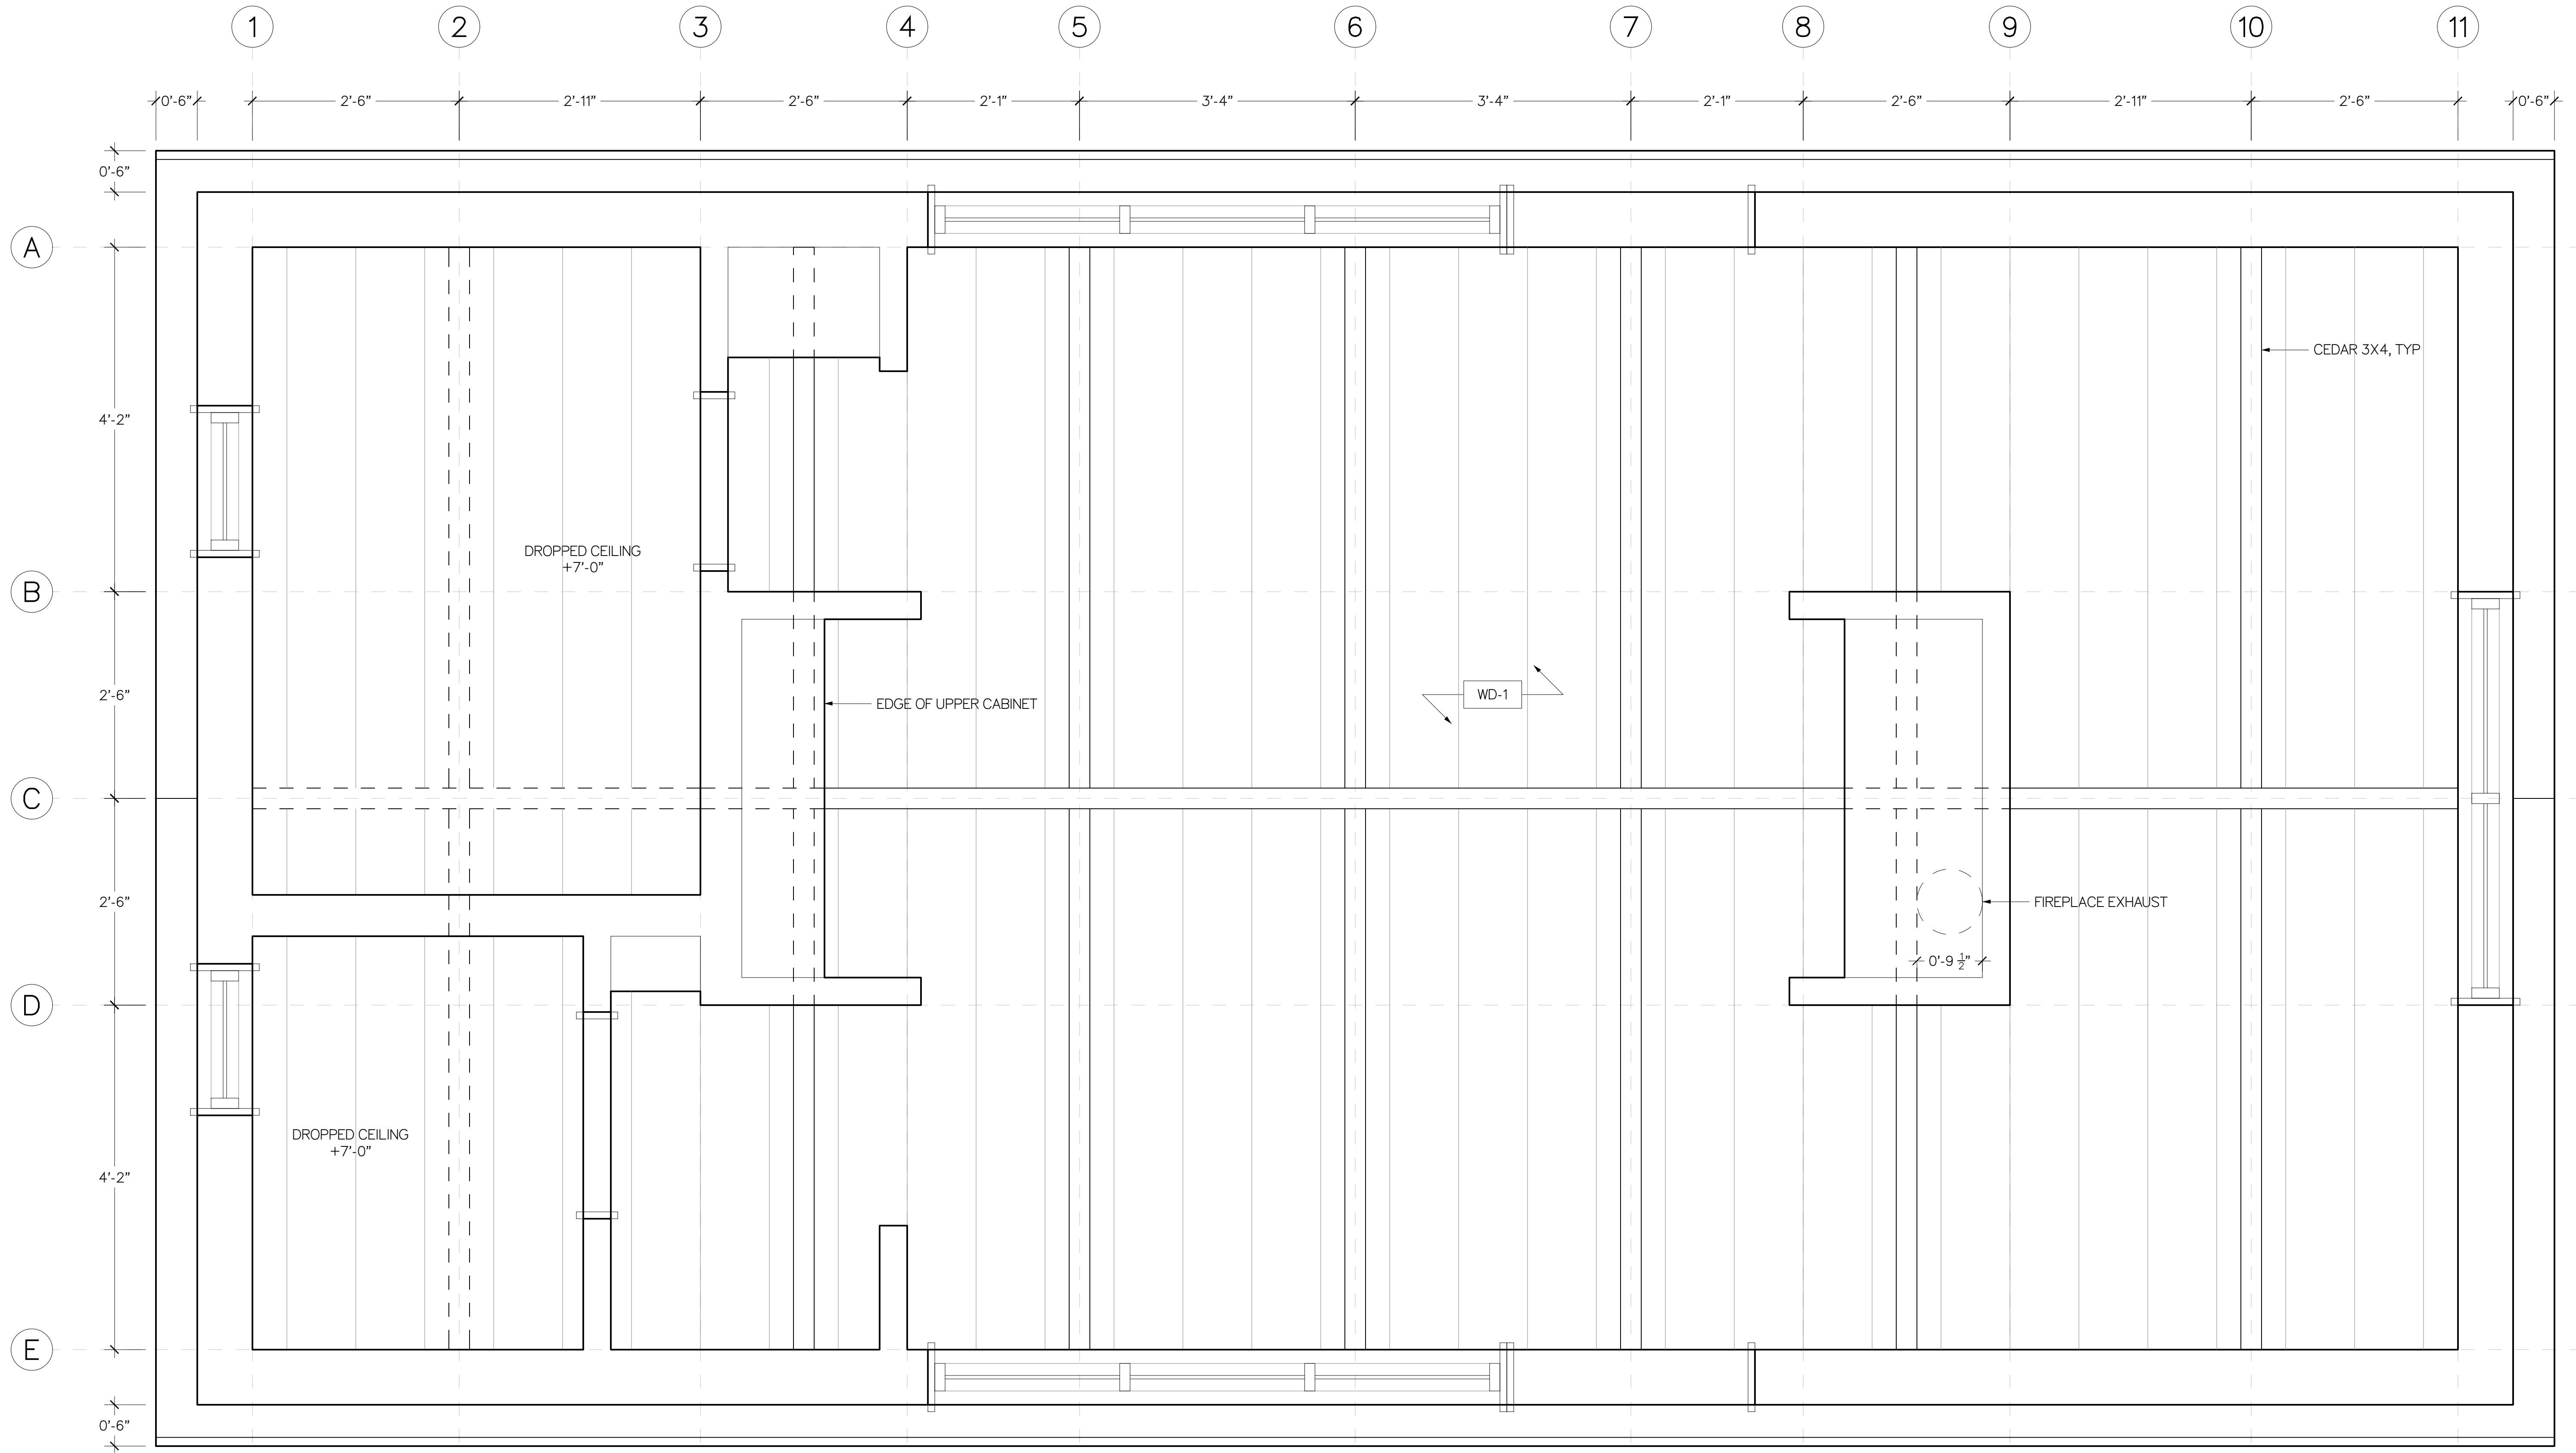 1 2 3 4 5 6 7 8 9 10 11
0'-6" 2'-6" 2'-11" 2'-6" 2'-1" 3'-4" 3'-4" 2'-1" 2'-6" 2'-11" 2'-6" 0'-6"
0'-6"
A
CEDAR 3X4, TYP
4'-2"
DROPPED CEILING
+7'-0"
B
2'-6"
WD-1
EDGE OF UPPER CABINET
C
2'-6"
FIREPLACE EXHAUST
0'-9 1/2"
D
DROPPED CEILING
+7'-0"
4'-2"
E
0'-6"